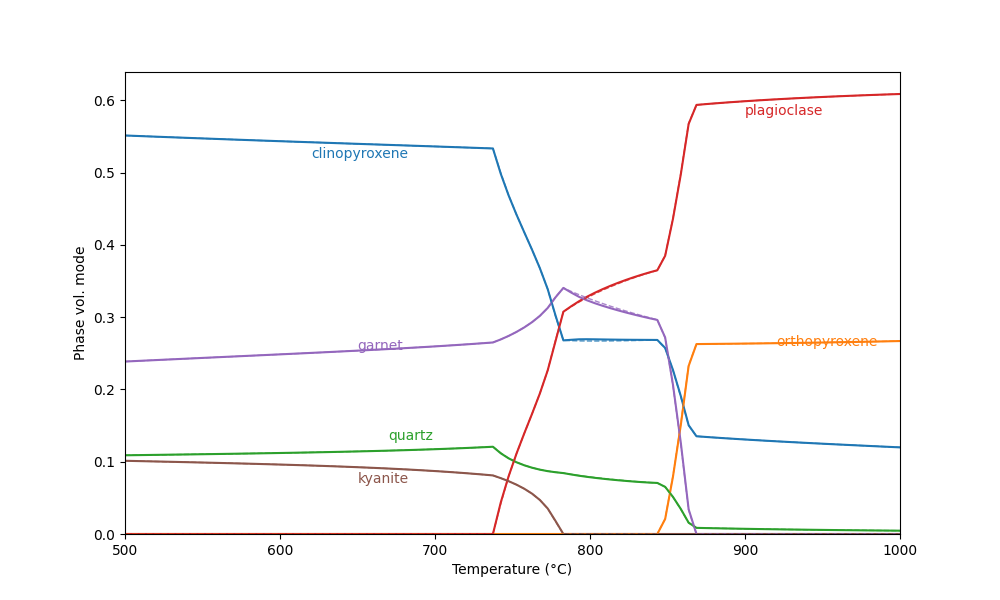 0.6
0.5
0.4
0.3
0.2
0.1
0.0
Phase vol. mode
plagioclase
clinopyroxene
garnet
orthopyroxene
quartz
kyanite
500 600 700 800 900 1000
Temperature (°C)